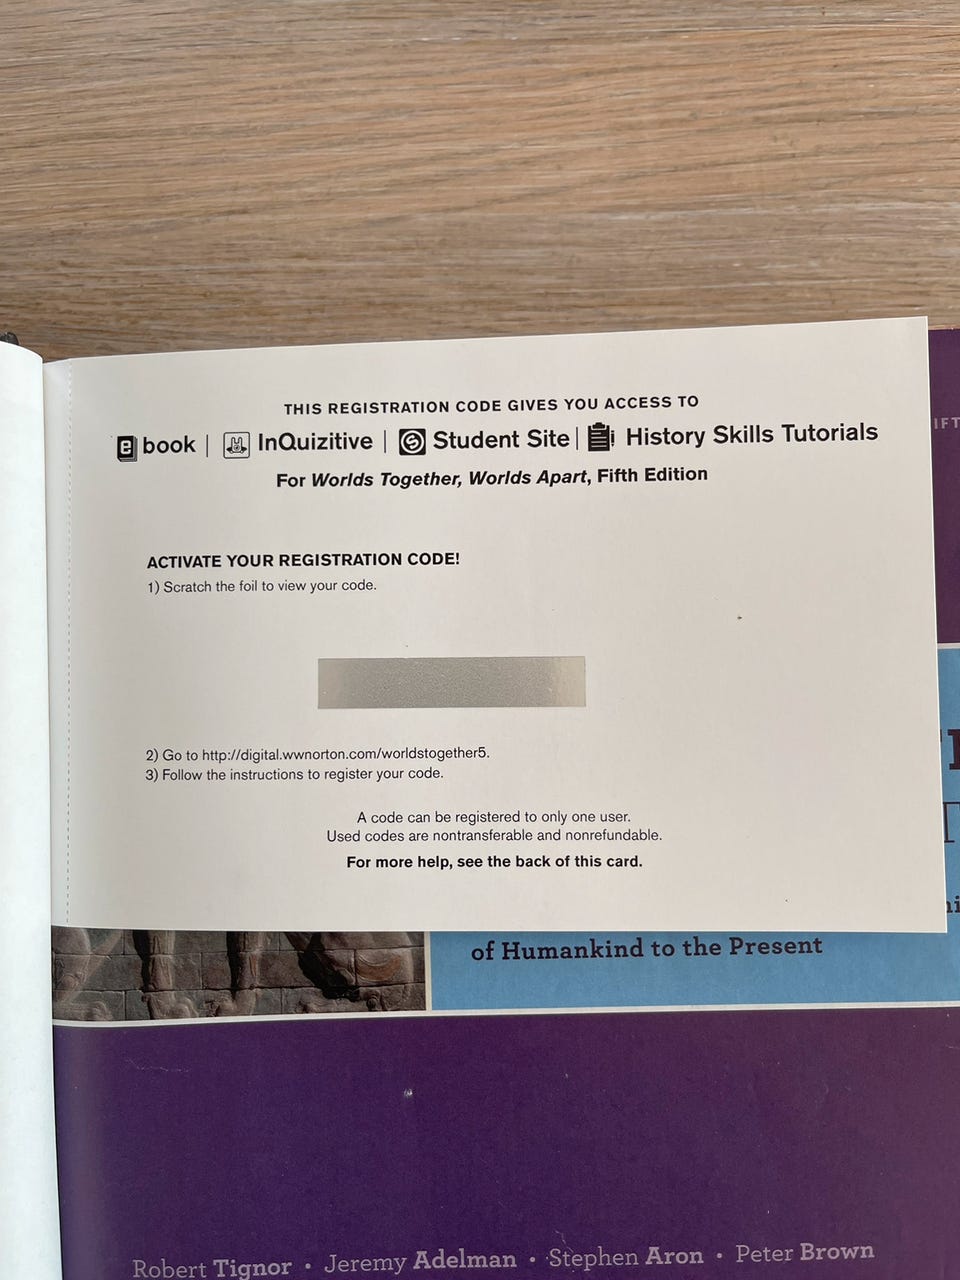 THIS REGISTRATION CODE GIVES YOU ACCESS TO
e book | InQuizitive | Student Site | History Skills Tutorials
For Worlds Together, Worlds Apart, Fifth Edition
ACTIVATE YOUR REGISTRATION CODE!
1) Scratch the foil to view your code.
2) Go to http://digital.wwnorton.com/worldstogether5.
3) Follow the instructions to register your code.
A code can be registered to only one user.
Used codes are nontransferable and nonrefundable.
For more help, see the back of this card.
of Humankind to the Present
Robert Tignor • Jeremy Adelman • Stephen Aron • Peter Brown